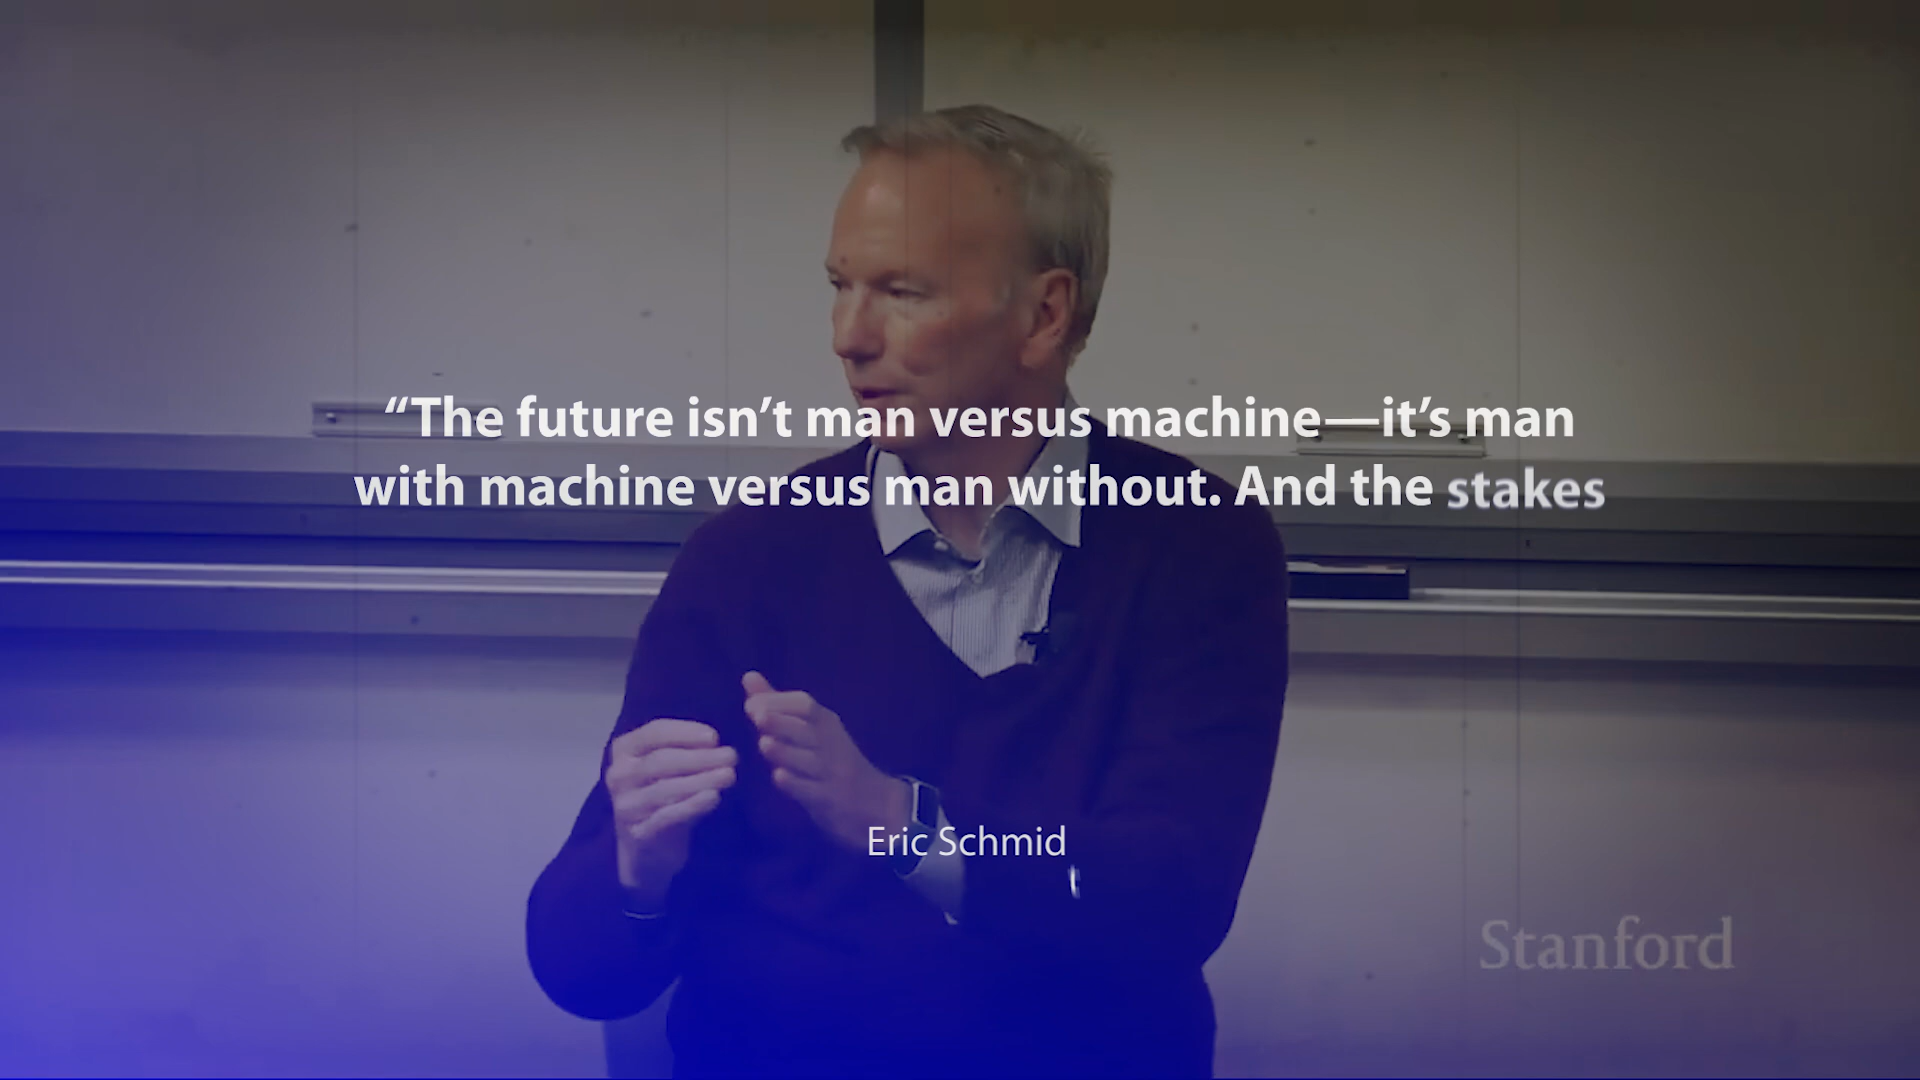 “The future isn’t man versus machine—it’s man
with machine versus man without. And the stakes
Eric Schmid
Stanford